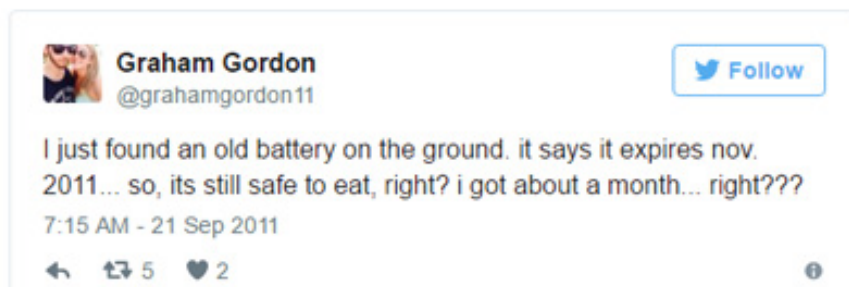 Graham Gordon
@grahamgordon11
Follow
I just found an old battery on the ground. it says it expires nov.
2011... so, its still safe to eat, right? i got about a month... right???
7:15 AM - 21 Sep 2011
5 2